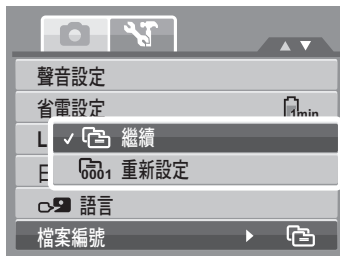 聲音設定
省電設定 1min
L ✓ 繼續
日 0001 重新設定
語言
檔案編號